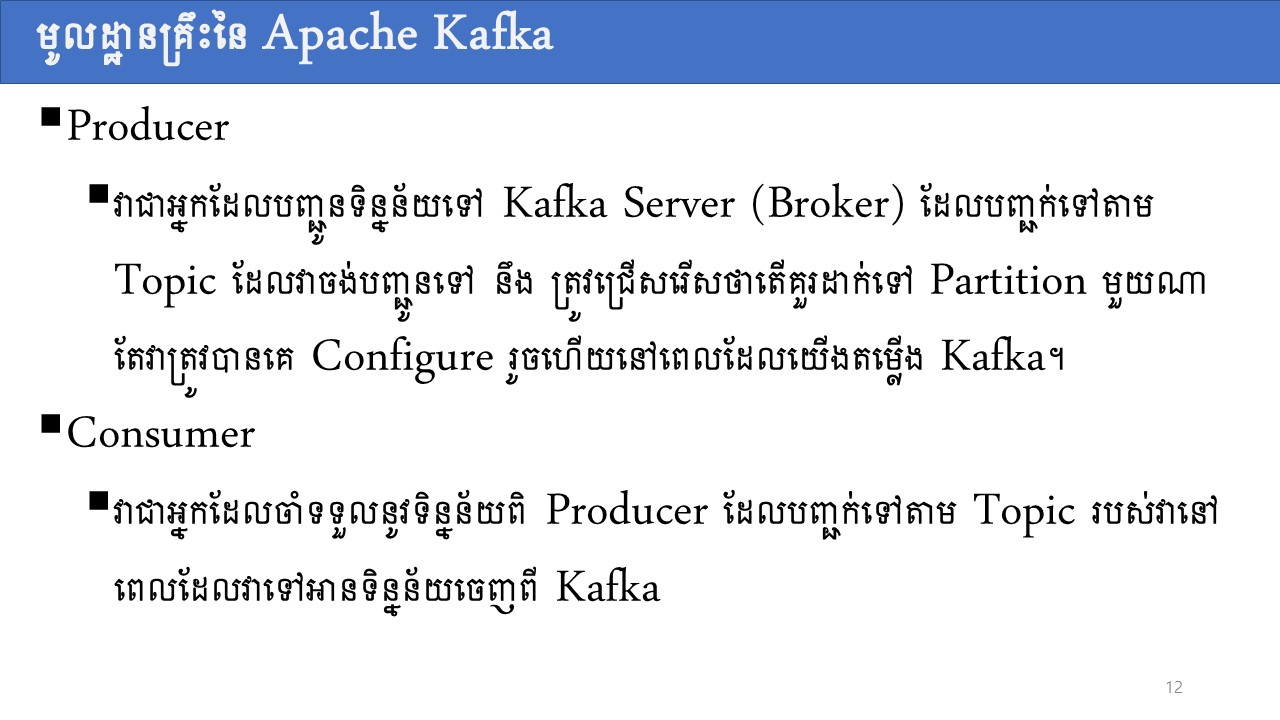 មូលដ្ឋានគ្រឹះនៃ Apache Kafka
▪Producer
▪វាជាអ្នកដែលបញ្ជូនទិន្នន័យទៅ Kafka Server (Broker) ដែលបញ្ជាក់ទៅតាម
Topic ដែលវាចង់បញ្ជូនទៅ នឹង ត្រូវជ្រើសរើសថាតើគួរដាក់ទៅ Partition មួយណា
តែវាត្រូវបានគេ Configure រួចហើយនៅពេលដែលយើងតម្លើង Kafka។
▪Consumer
▪វាជាអ្នកដែលចាំទទួលនូវទិន្នន័យពិ Producer ដែលបញ្ជាក់ទៅតាម Topic របស់វានៅ
ពេលដែលវាទៅអានទិន្នន័យចេញពី Kafka
12